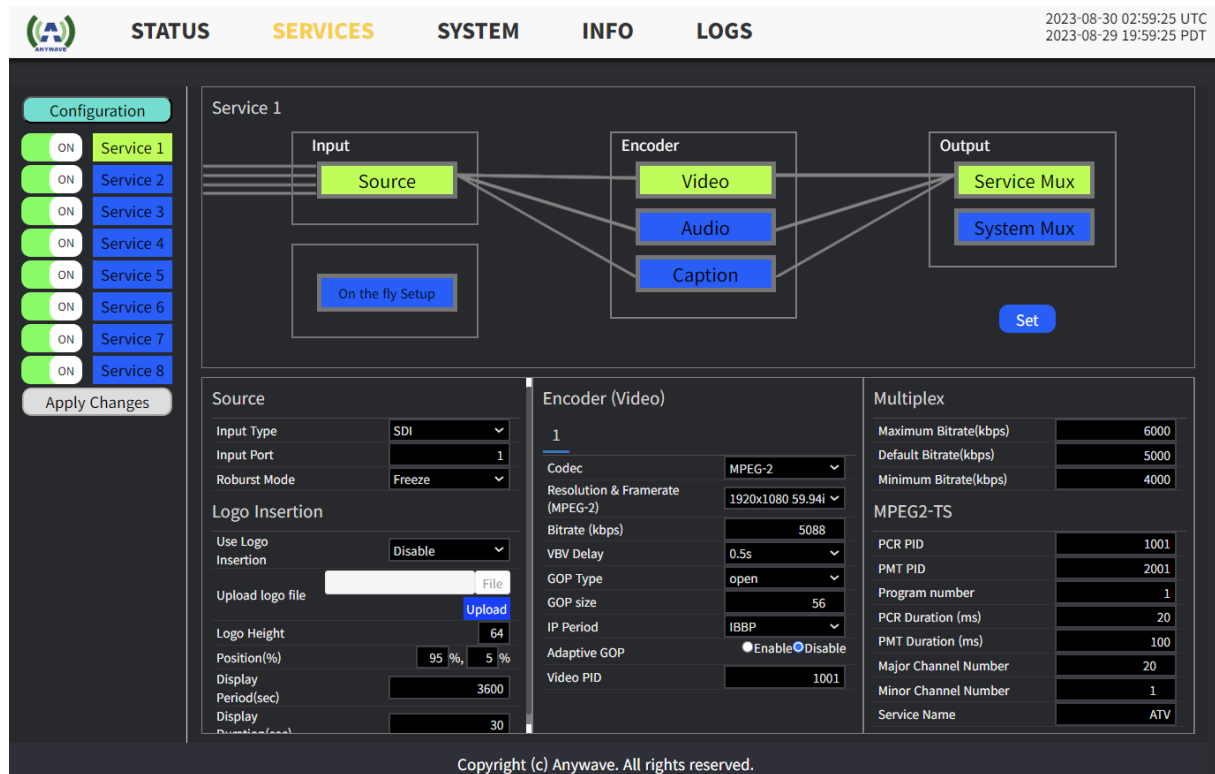 ANYWAVE
STATUS SERVICES SYSTEM INFO LOGS
2023-08-30 02:59:25 UTC
2023-08-29 19:59:25 PDT
Configuration
ON Service 1
ON Service 2
ON Service 3
ON Service 4
ON Service 5
ON Service 6
ON Service 7
ON Service 8
Apply Changes
Service 1
Input
Source
On the fly Setup
Encoder
Video
Audio
Caption
Output
Service Mux
System Mux
Set
Source
Input Type SDI
Input Port 1
Roburst Mode Freeze
Logo Insertion
Use Logo
Insertion Disable
Upload logo file File
Upload
Logo Height 64
Position(%) 95 %, 5 %
Display
Period(sec) 3600
Display
Duration(sec) 30
Encoder (Video)
1
Codec MPEG-2
Resolution & Framerate
(MPEG-2) 1920x1080 59.94i
Bitrate (kbps) 5088
VBV Delay 0.5s
GOP Type open
GOP size 56
IP Period IBBP
Adaptive GOP Enable Disable
Video PID 1001
Multiplex
Maximum Bitrate(kbps) 6000
Default Bitrate(kbps) 5000
Minimum Bitrate(kbps) 4000
MPEG2-TS
PCR PID 1001
PMT PID 2001
Program number 1
PCR Duration (ms) 20
PMT Duration (ms) 100
Major Channel Number 20
Minor Channel Number 1
Service Name ATV
Copyright (c) Anywave. All rights reserved.